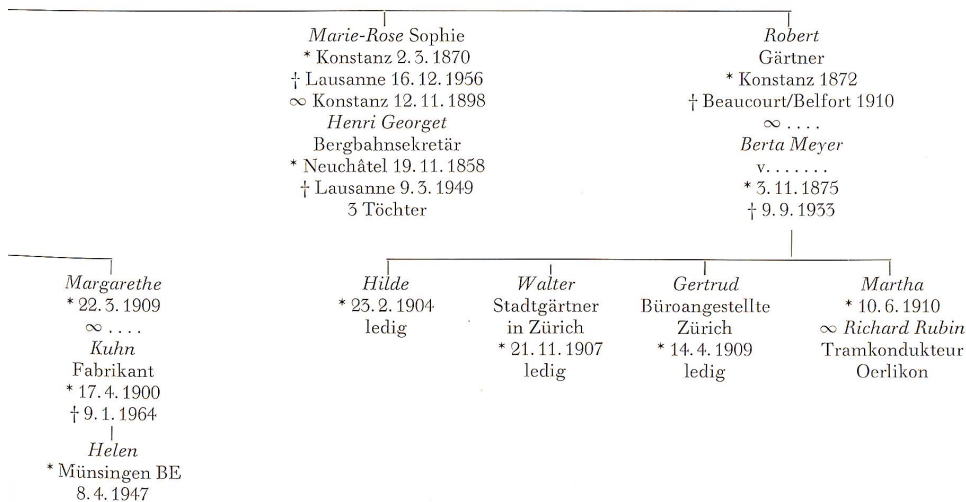 Marie-Rose Sophie
* Konstanz 2.3.1870
† Lausanne 16.12.1956
∞ Konstanz 12.11.1898
Henri Georget
Bergbahnsekretär
* Neuchâtel 19.11.1858
† Lausanne 9.3.1949
3 Töchter
Robert
Gärtner
* Konstanz 1872
† Beaucourt/Belfort 1910
∞ ....
Berta Meyer
v.......
* 3.11.1875
† 9.9.1933
Margarethe
* 22.3.1909
∞ ....
Kuhn
Fabrikant
* 17.4.1900
† 9.1.1964
Helen
* Münsingen BE
8.4.1947
Hilde
* 23.2.1904
ledig
Walter
Stadtgärtner
in Zürich
* 21.11.1907
ledig
Gertrud
Büroangestellte
Zürich
* 14.4.1909
ledig
Martha
* 10.6.1910
∞ Richard Rubin
Tramkondukteur
Oerlikon